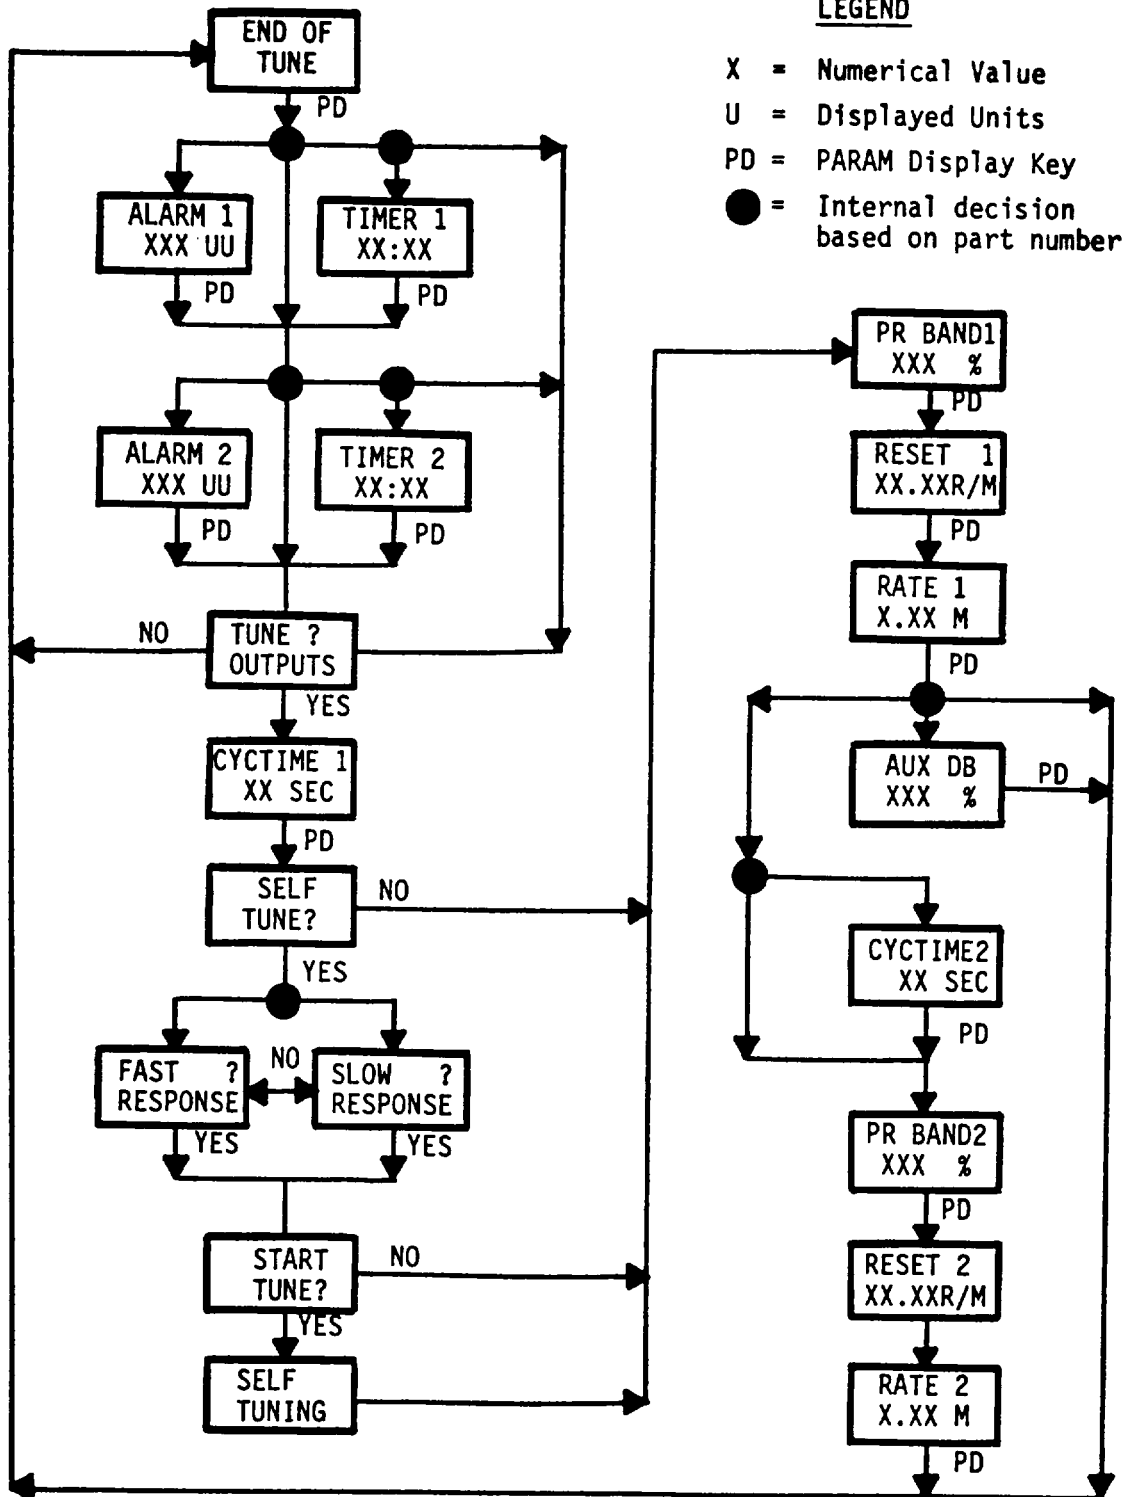 LEGEND
X = Numerical Value
U = Displayed Units
PD = PARAM Display Key
= Internal decision
based on part number
END OF
TUNE
PD
ALARM 1
XXX UU
PD
TIMER 1
XX:XX
PD
ALARM 2
XXX UU
PD
TIMER 2
XX:XX
PD
TUNE ?
OUTPUTS
NO
YES
CYCTIME 1
XX SEC
PD
SELF
TUNE?
NO
YES
FAST ?
RESPONSE
NO
SLOW ?
RESPONSE
YES
YES
START
TUNE?
NO
YES
SELF
TUNING
PR BAND1
XXX %
PD
RESET 1
XX.XXR/M
PD
RATE 1
X.XX M
PD
AUX DB
XXX %
PD
CYCTIME2
XX SEC
PD
PR BAND2
XXX %
PD
RESET 2
XX.XXR/M
RATE 2
X.XX M
PD